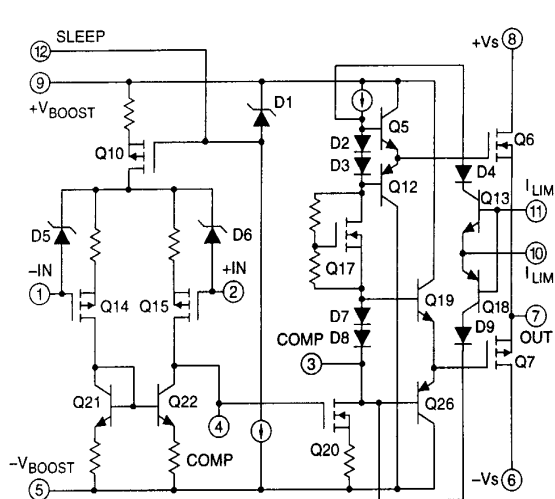 SLEEP
12
+Vs
8
9
+VBOOST
D1
Q5
D2
D3
Q10
Q6
D4
Q12
Q13
ILIM
11
D5
D6
-IN
+IN
1
2
Q14
Q15
Q17
10
ILIM
Q19
Q18
D7
D8
D9
7
OUT
COMP
3
Q7
Q21
Q22
4
Q26
Q20
COMP
-VBOOST
5
-Vs
6